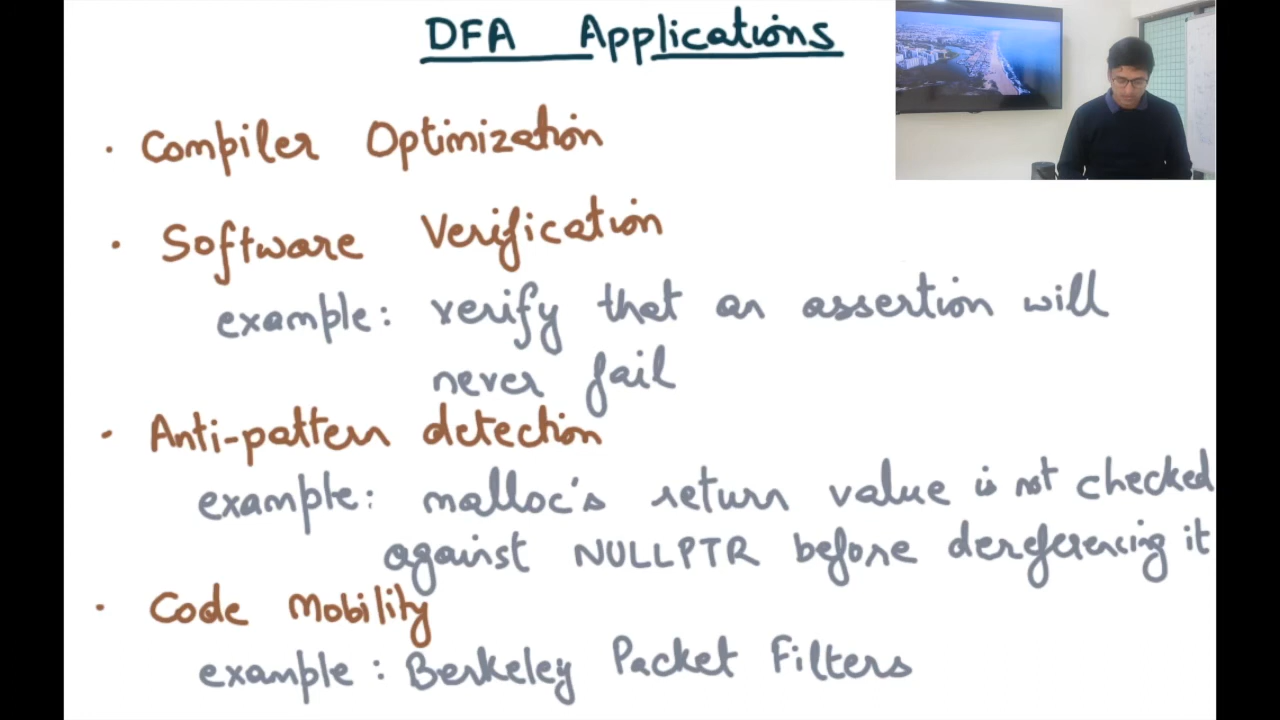 DFA Applications
· Compiler Optimization
· Software Verification
example: verify that an assertion will
never fail
· Anti-pattern detection
example: malloc's return value is not checked
against NULLPTR before dereferencing it
· Code Mobility
example: Berkeley Packet Filters